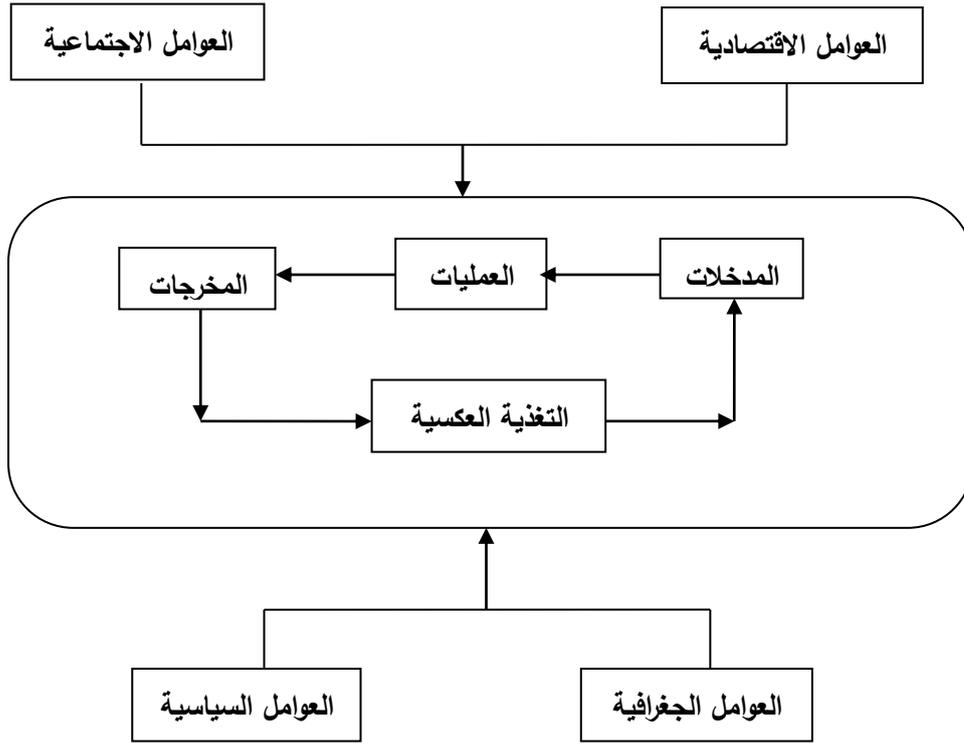 العوامل الاقتصادية
العوامل الاجتماعية
المدخلات
العمليات
المخرجات
التغذية العكسية
العوامل الجغرافية
العوامل السياسية